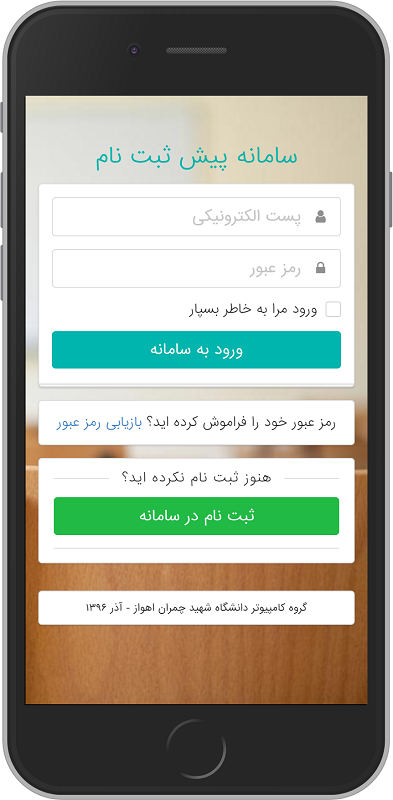 سامانه پیش ثبت نام
پست الکترونیکی
رمز عبور
ورود مرا به خاطر بسپار
ورود به سامانه
رمز عبور خود را فراموش کرده اید؟ بازیابی رمز عبور
هنوز ثبت نام نکرده اید؟
ثبت نام در سامانه
گروه کامپیوتر دانشگاه شهید چمران اهواز - آذر ۱۳۹۶